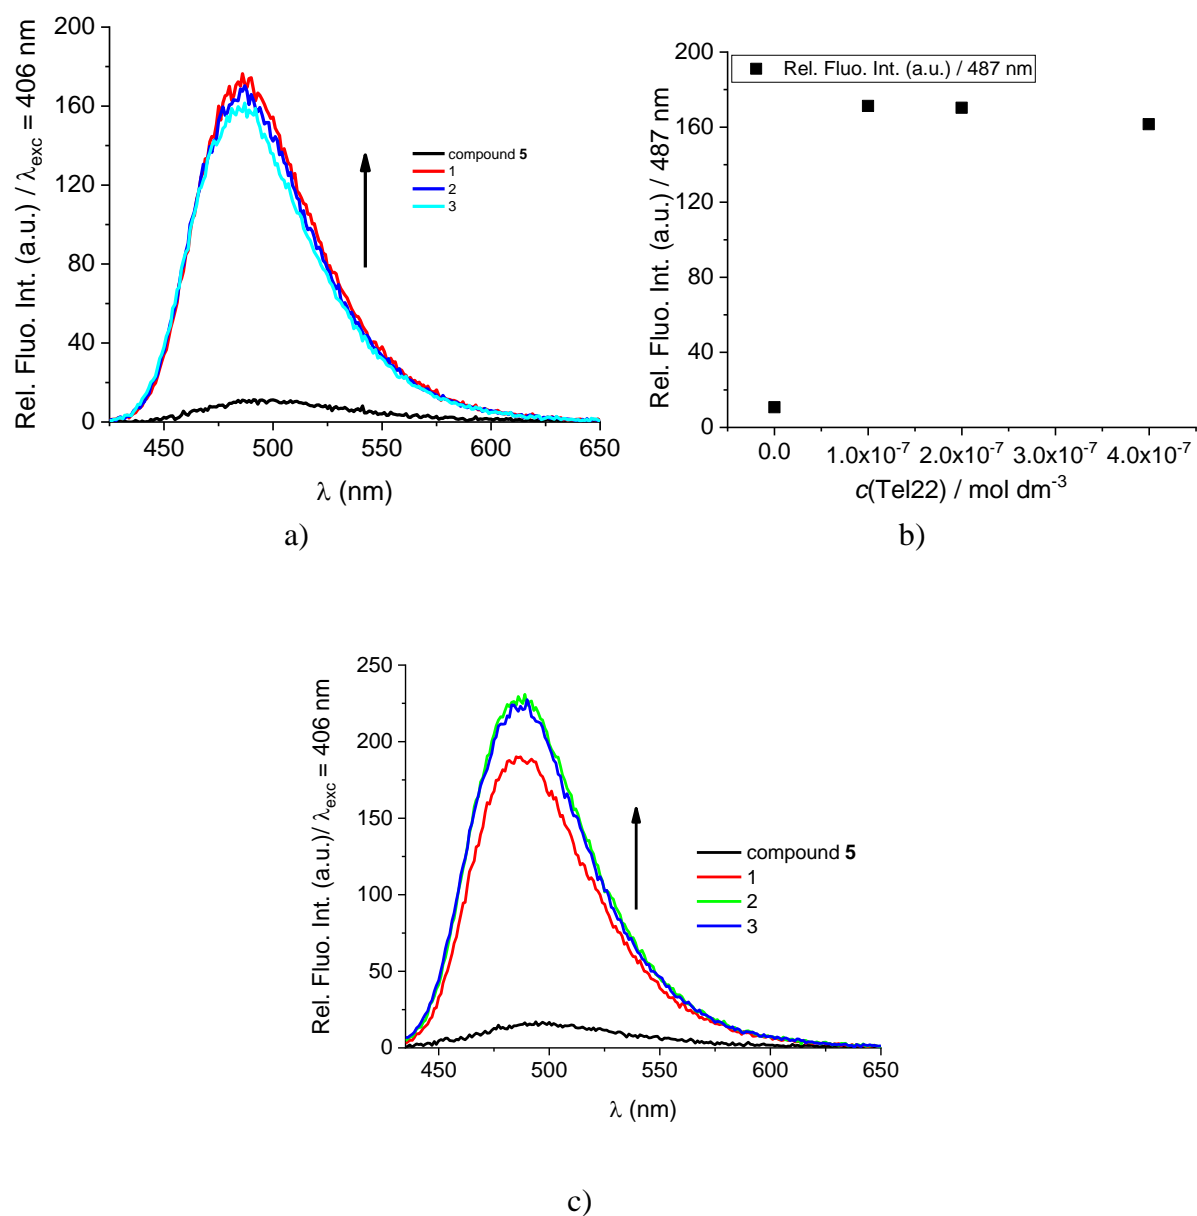 200
160
120
80
40
0
450
500
550
600
650
Rel. Fluo. Int. (a.u.) / λexc = 406 nm
λ (nm)
compound 5
1
2
3
a)
200
160
120
80
40
0
0.0
1.0x10-7
2.0x10-7
3.0x10-7
4.0x10-7
Rel. Fluo. Int. (a.u.) / 487 nm
c(Tel22) / mol dm-3
Rel. Fluo. Int. (a.u.) / 487 nm
b)
250
200
150
100
50
0
450
500
550
600
650
Rel. Fluo. Int. (a.u.)/ λexc = 406 nm
λ (nm)
compound 5
1
2
3
c)